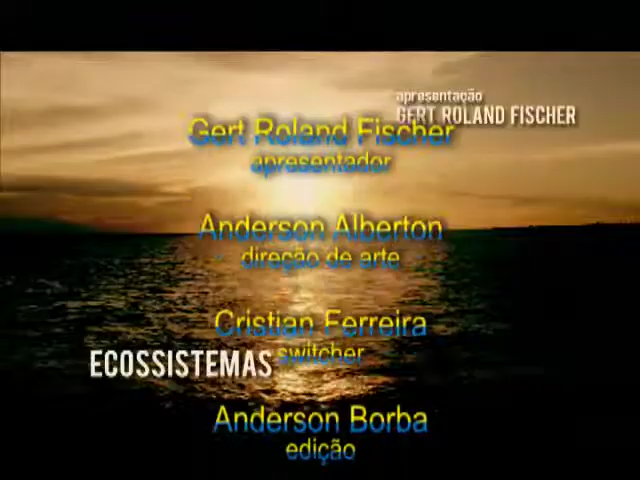 apresentação
GERT ROLAND FISCHER
Gert Roland Fischer
apresentador
Anderson Alberton
direção de arte
Cristian Ferreira
switcher
ECOSSISTEMAS
Anderson Borba
edição